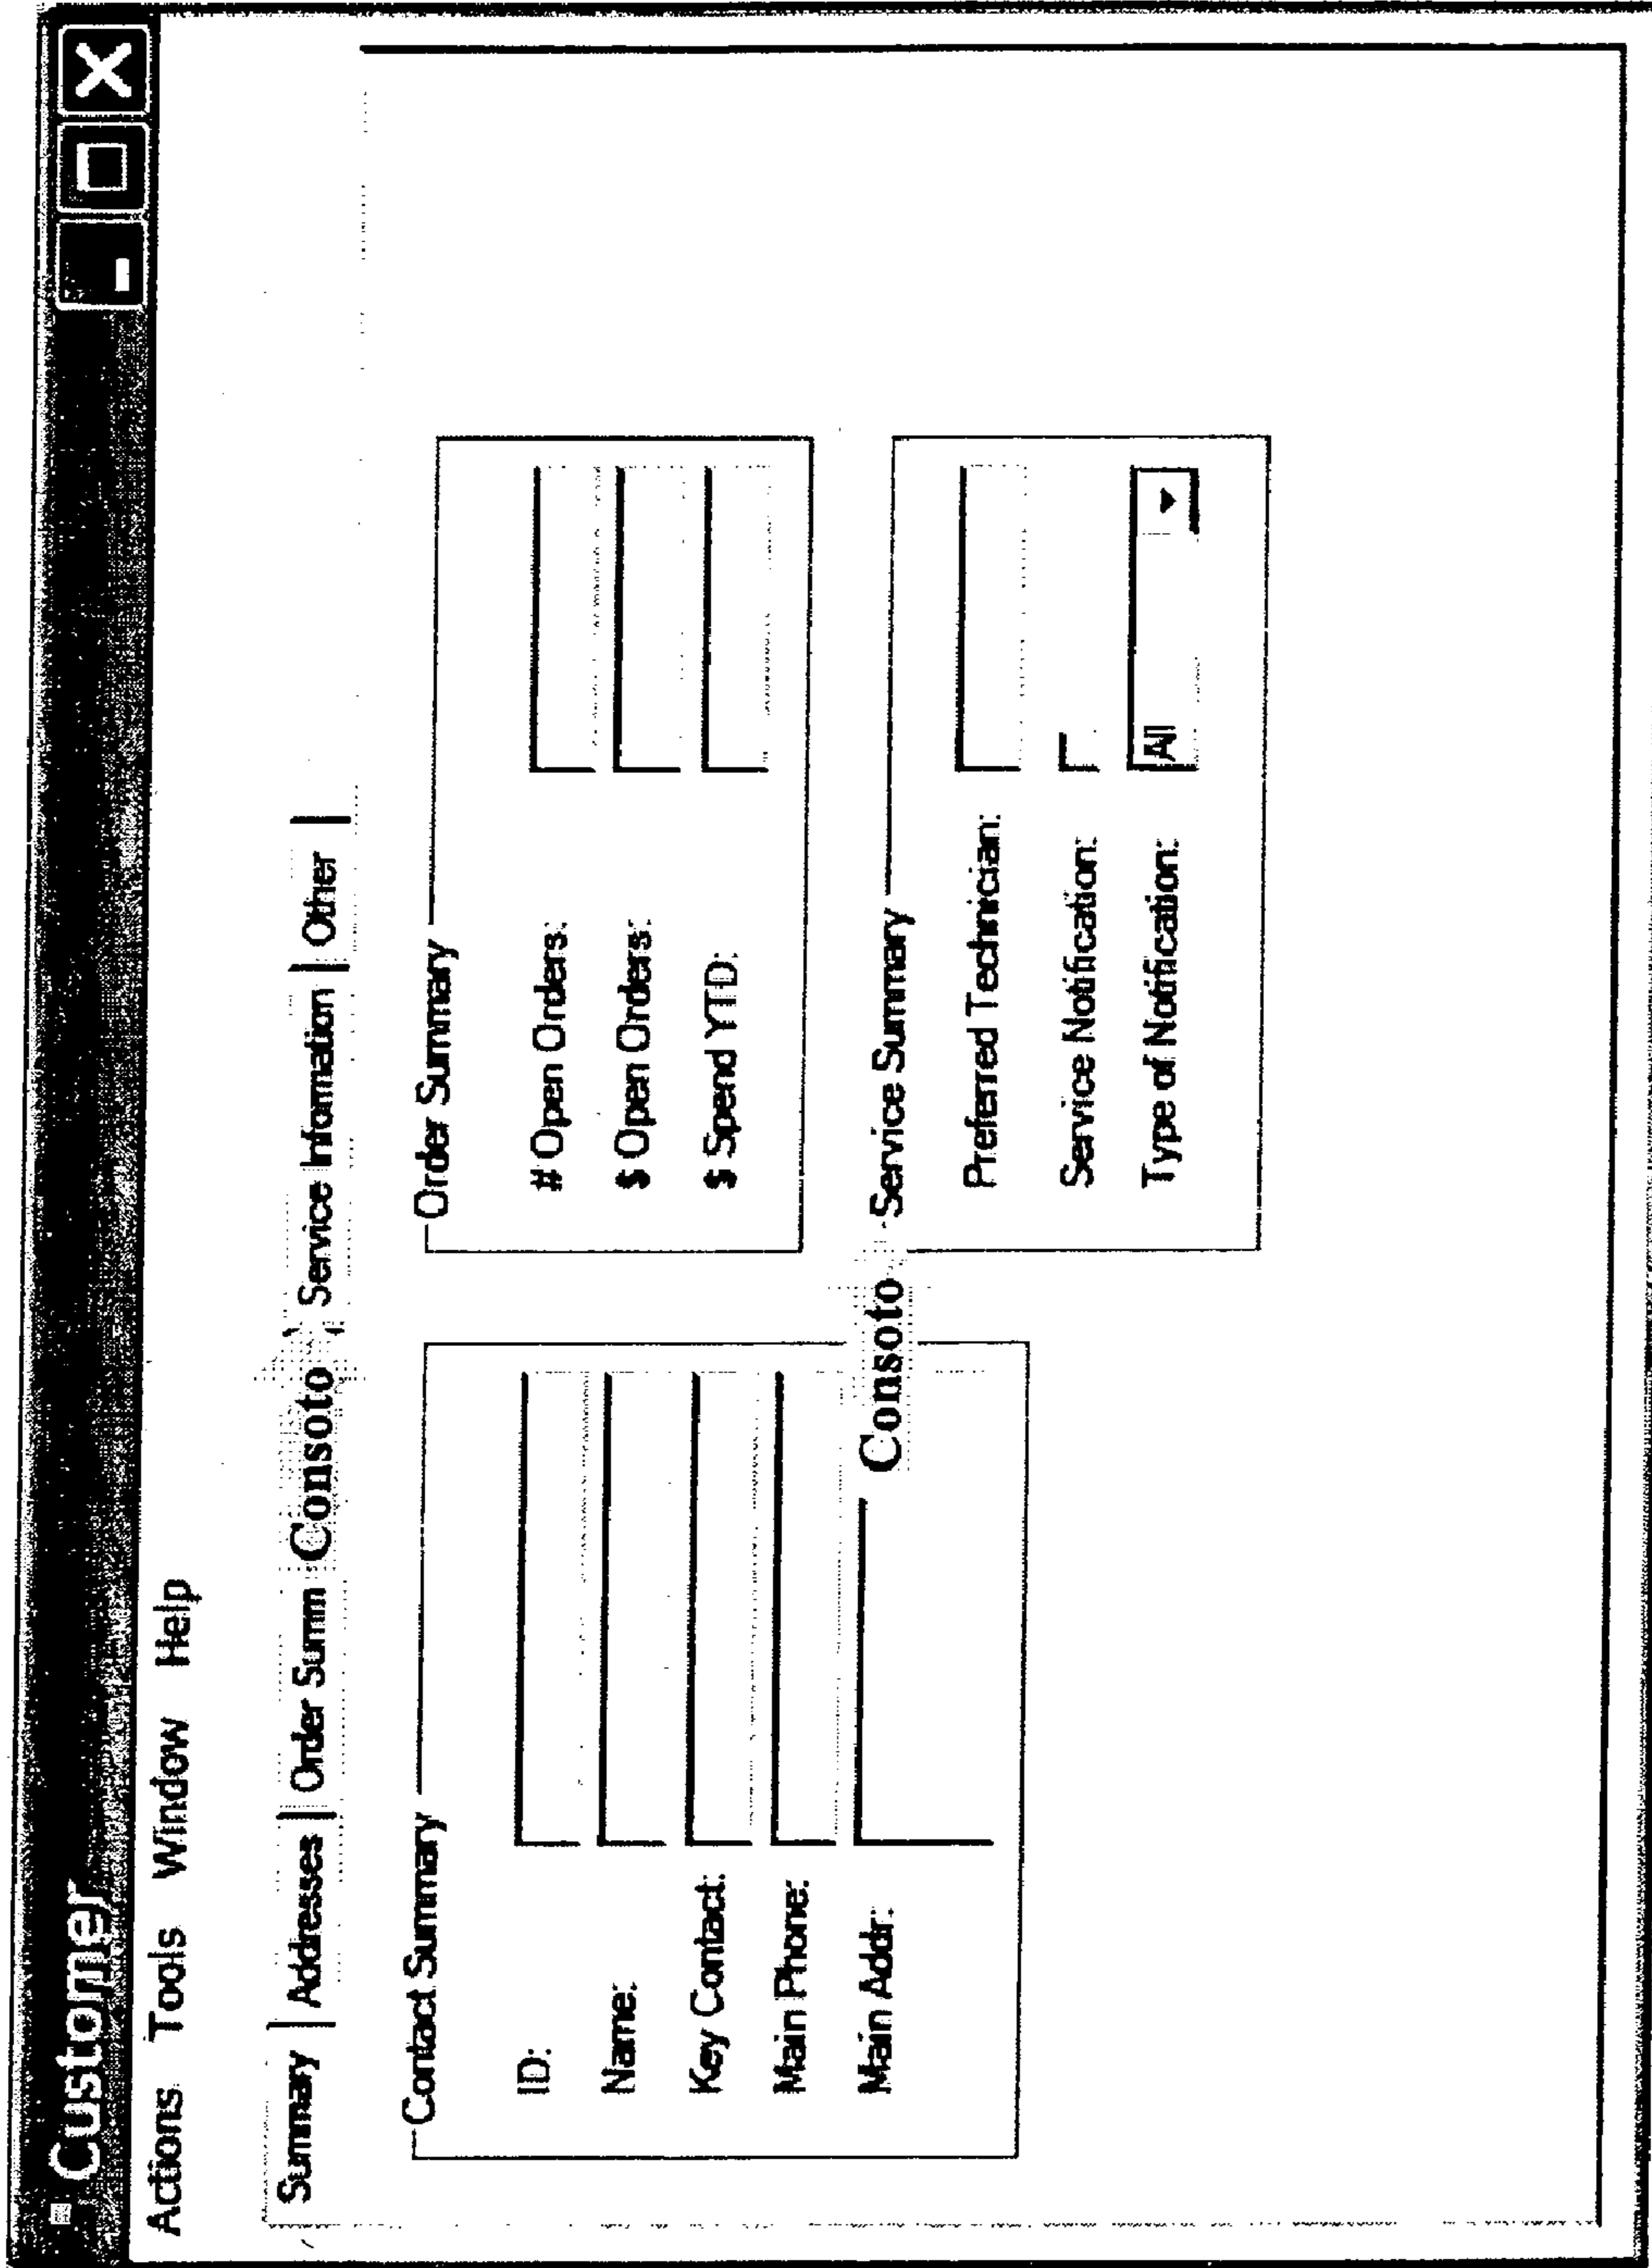 Customer
Actions Tools Window Help
Summary Addresses Order Summ Consoto Service Information Other
Contact Summary
ID:
Name:
Key Contact:
Main Phone:
Main Addr:
Consoto
Order Summary
# Open Orders:
$ Open Orders:
$ Spend YTD:
Service Summary
Preferred Technician:
Service Notification:
Type of Notification:
All